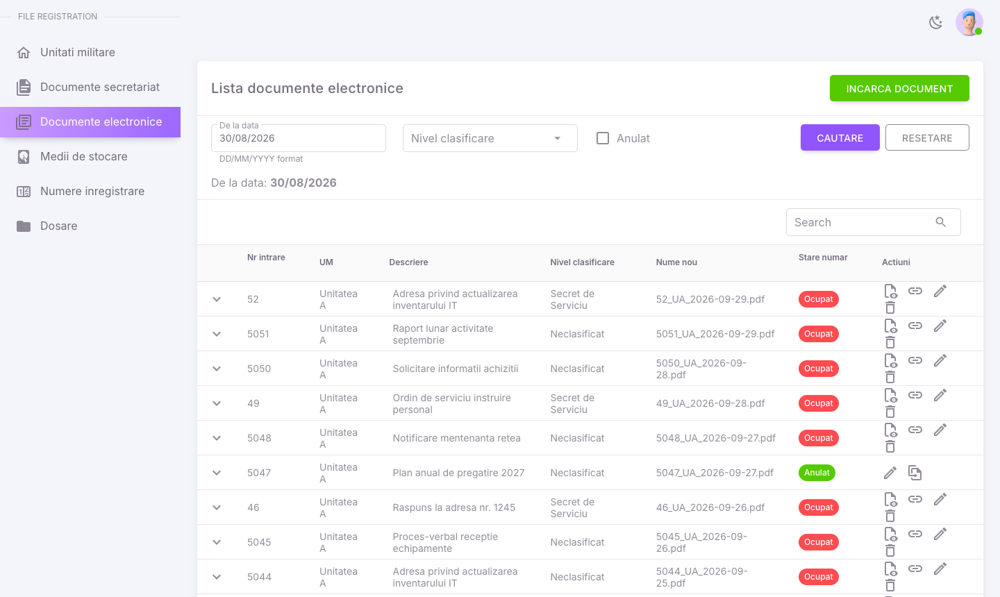 FILE REGISTRATION
Unitati militare
Documente secretariat
Documente electronice
Medii de stocare
Numere inregistrare
Dosare
Lista documente electronice
INCARCA DOCUMENT
De la data
30/08/2026
DD/MM/YYYY format
Nivel clasificare
Anulat
CAUTARE
RESETARE
De la data: 30/08/2026
Search
Nr intrare UM Descriere Nivel clasificare Nume nou Stare numar Actiuni
52 Unitatea A Adresa privind actualizarea inventarului IT Secret de Serviciu 52_UA_2026-09-29.pdf Ocupat
5051 Unitatea A Raport lunar activitate septembrie Neclasificat 5051_UA_2026-09-29.pdf Ocupat
5050 Unitatea A Solicitare informatii achizitii Neclasificat 5050_UA_2026-09-28.pdf Ocupat
49 Unitatea A Ordin de serviciu instruire personal Secret de Serviciu 49_UA_2026-09-28.pdf Ocupat
5048 Unitatea A Notificare mentenanta retea Neclasificat 5048_UA_2026-09-27.pdf Ocupat
5047 Unitatea A Plan anual de pregatire 2027 Neclasificat 5047_UA_2026-09-27.pdf Anulat
46 Unitatea A Raspuns la adresa nr. 1245 Secret de Serviciu 46_UA_2026-09-26.pdf Ocupat
5045 Unitatea A Proces-verbal receptie echipamente Neclasificat 5045_UA_2026-09-26.pdf Ocupat
5044 Unitatea A Adresa privind actualizarea inventarului IT Neclasificat 5044_UA_2026-09-25.pdf Ocupat